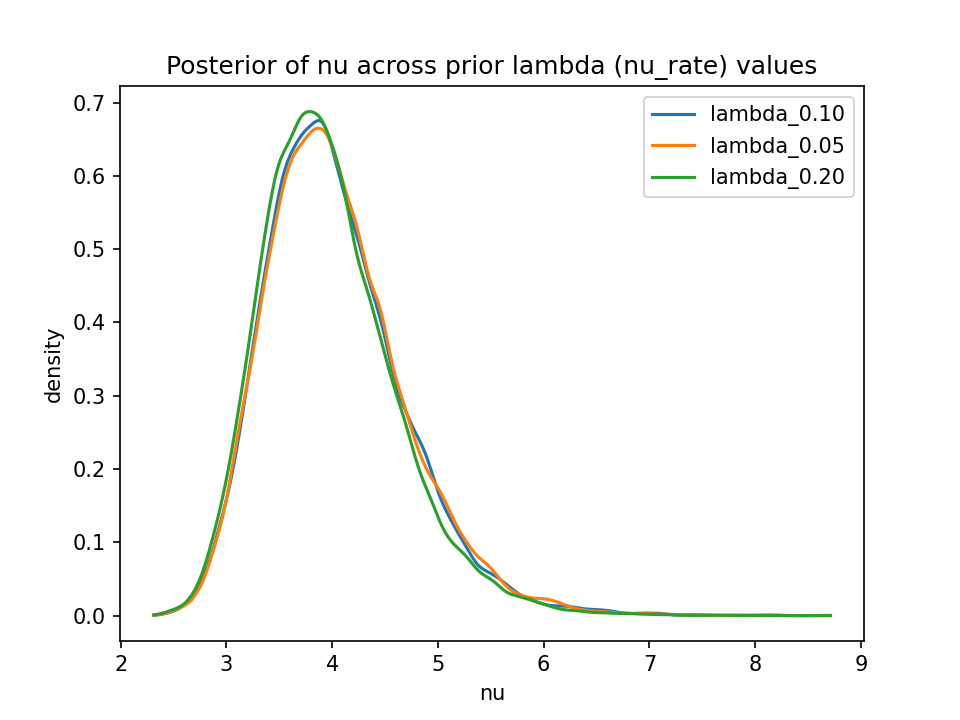 Posterior of nu across prior lambda (nu_rate) values
lambda_0.10
lambda_0.05
lambda_0.20
0.7
0.6
0.5
0.4
0.3
0.2
0.1
0.0
density
2 3 4 5 6 7 8 9
nu